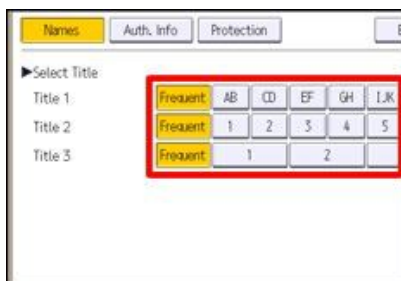 Names Auth. Info Protection
▶Select Title
Title 1 Frequent AB CD EF GH IJK
Title 2 Frequent 1 2 3 4 5
Title 3 Frequent 1 2